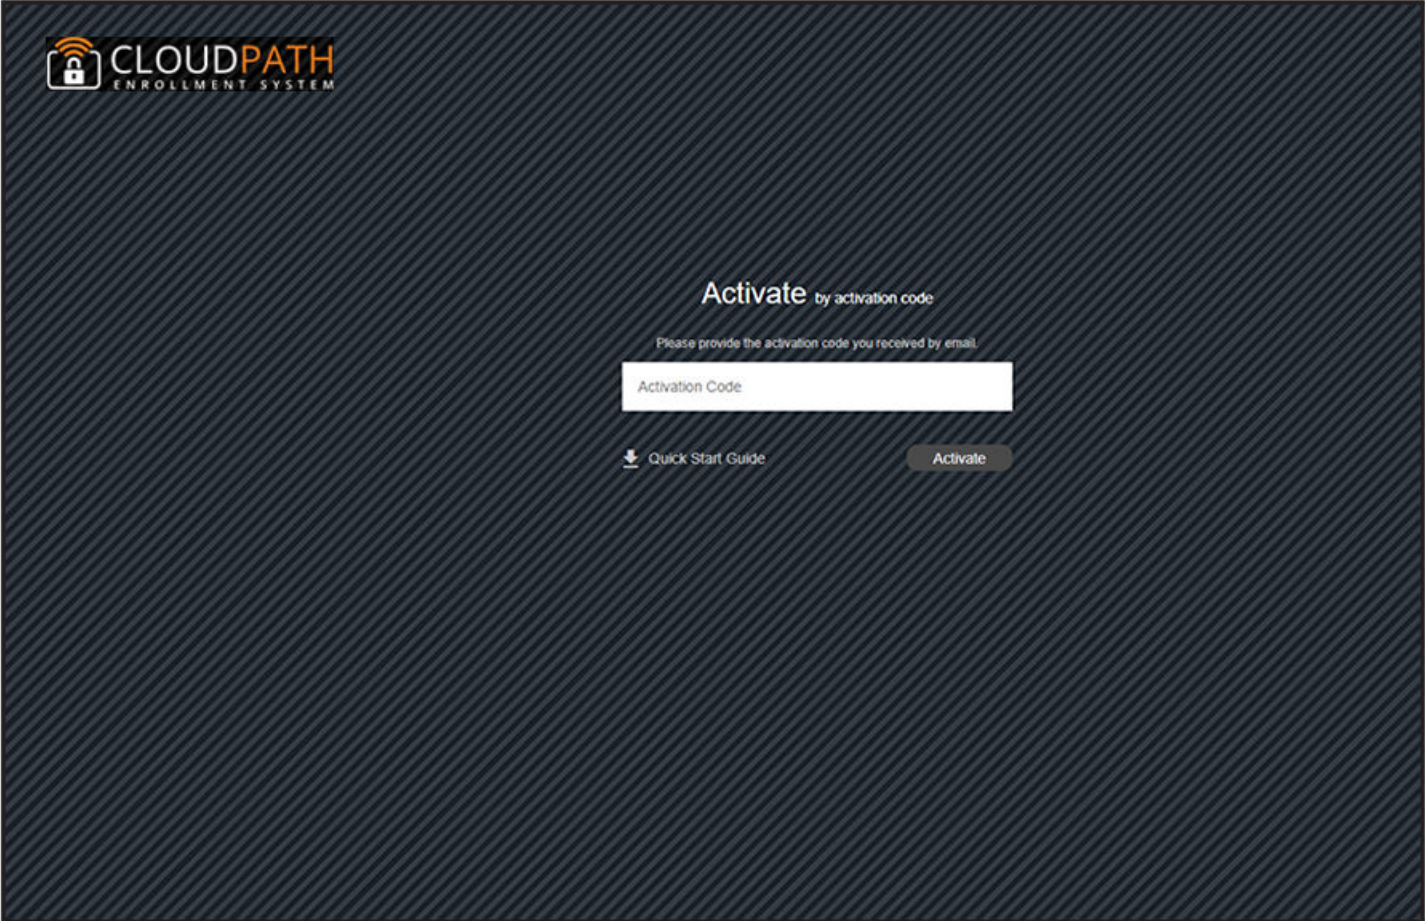 CLOUDPATH
ENROLLMENT SYSTEM
Activate by activation code
Please provide the activation code you received by email.
Activation Code
Quick Start Guide
Activate